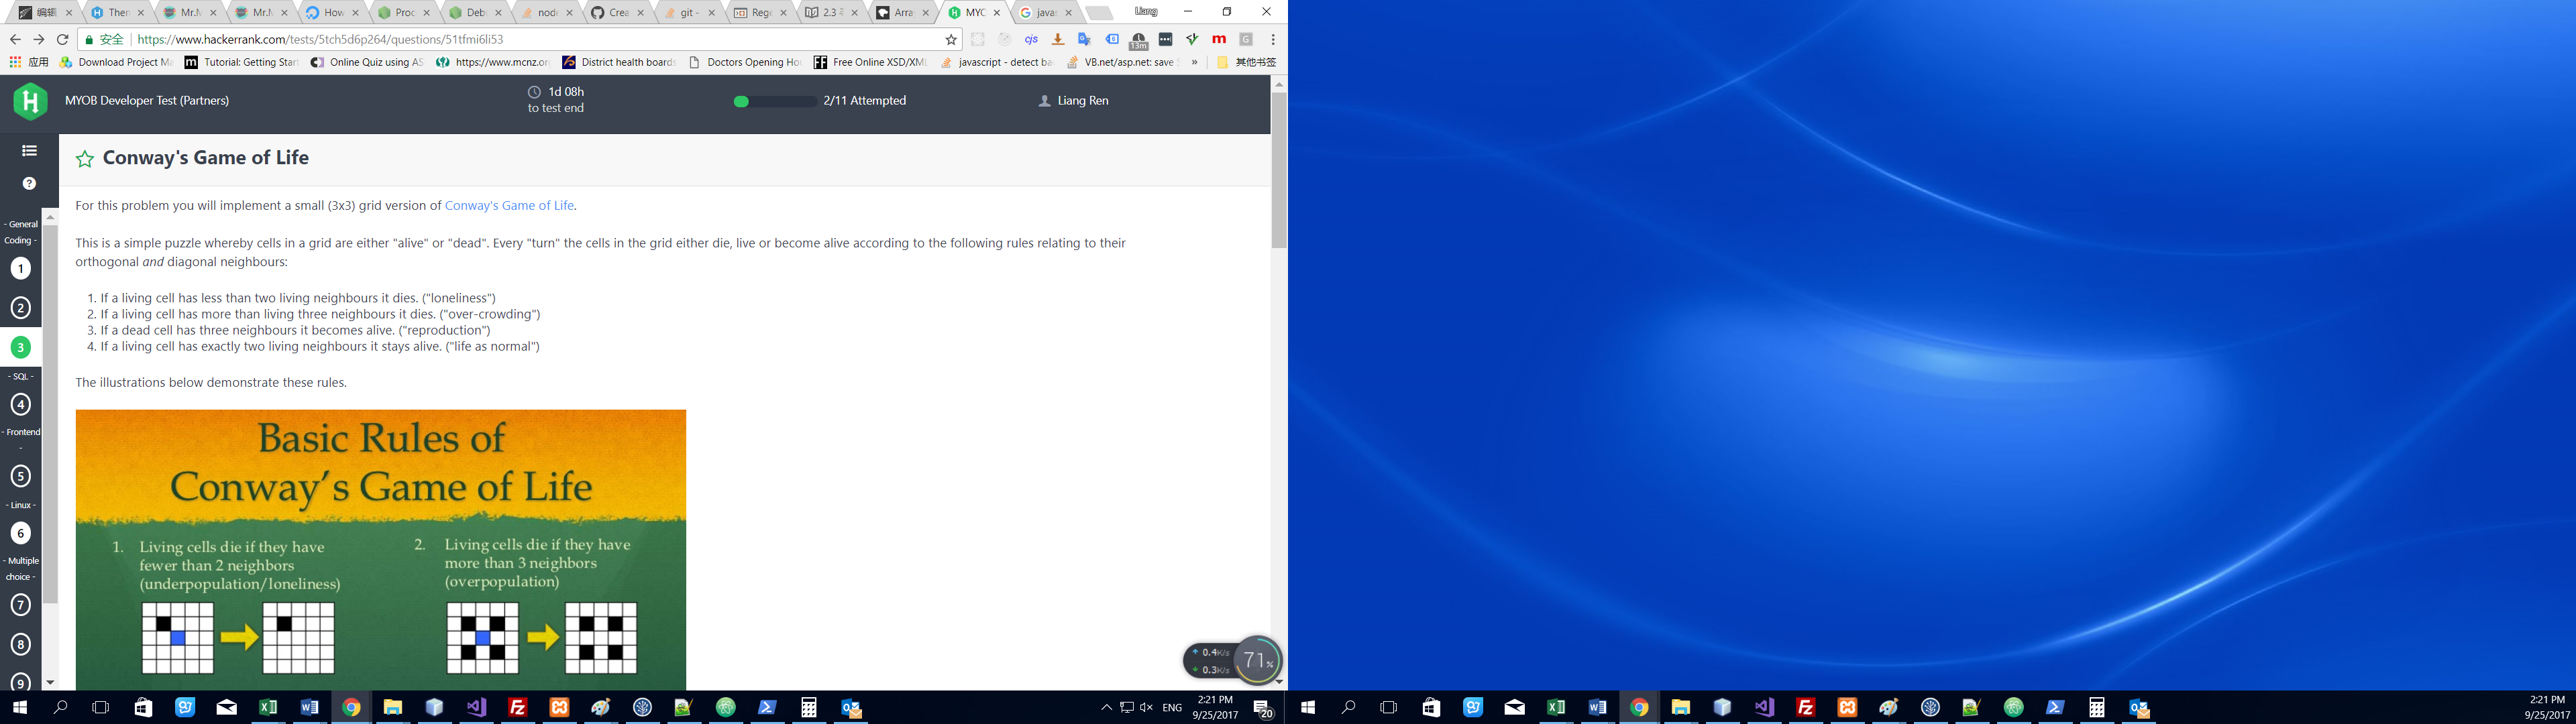 编辑
Then
Mr.M
Mr.M
How
Proc
Deb
node
Crea
git -
Rege
2.3
Array
MYO
javas
Liang
安全 | https://www.hackerrank.com/tests/5tch5d6p264/questions/51tfmi6li53
cjs
13m
应用
Download Project Ma
Tutorial: Getting Start
Online Quiz using AS
https://www.mcnz.or
District health boards
Doctors Opening Ho
Free Online XSD/XML
javascript - detect ba
VB.net/asp.net: save
»
其他书签
MYOB Developer Test (Partners)
1d 08h
to test end
2/11 Attempted
Liang Ren
Conway's Game of Life
For this problem you will implement a small (3x3) grid version of Conway's Game of Life.
This is a simple puzzle whereby cells in a grid are either "alive" or "dead". Every "turn" the cells in the grid either die, live or become alive according to the following rules relating to their
orthogonal and diagonal neighbours:
1. If a living cell has less than two living neighbours it dies. ("loneliness")
2. If a living cell has more than living three neighbours it dies. ("over-crowding")
3. If a dead cell has three neighbours it becomes alive. ("reproduction")
4. If a living cell has exactly two living neighbours it stays alive. ("life as normal")
The illustrations below demonstrate these rules.
Basic Rules of
Conway's Game of Life
1. Living cells die if they have
fewer than 2 neighbors
(underpopulation/loneliness)
2. Living cells die if they have
more than 3 neighbors
(overpopulation)
- General
Coding -
1
2
3
- SQL -
4
- Frontend
-
5
- Linux -
6
- Multiple
choice -
7
8
9
0.4K/s
0.3K/s
71%
ENG
2:21 PM
9/25/2017
20
2:21 PM
9/25/2017